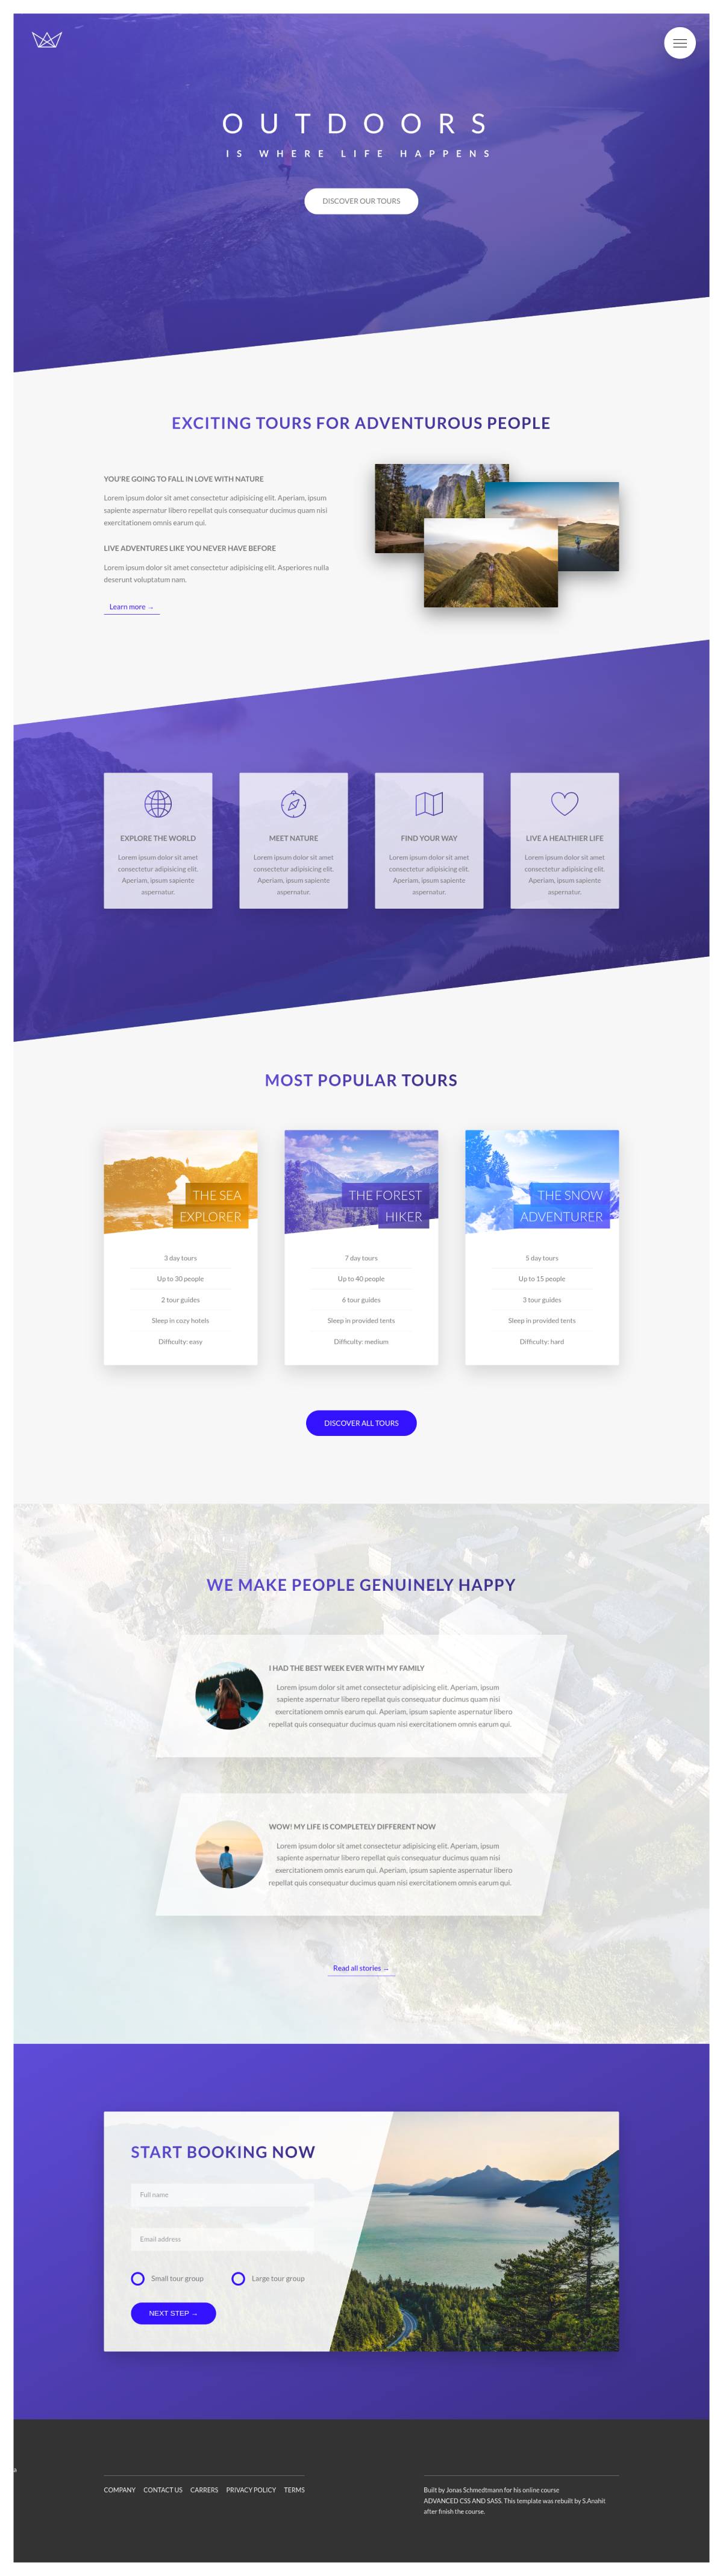 OUTDOORS
IS WHERE LIFE HAPPENS
DISCOVER OUR TOURS
EXCITING TOURS FOR ADVENTUROUS PEOPLE
YOU'RE GOING TO FALL IN LOVE WITH NATURE
Lorem ipsum dolor sit amet consectetur adipisicing elit. Aperiam, ipsum
sapiente aspernatur libero repellat quis consequatur ducimus quam nisi
exercitationem omnis earum qui.
LIVE ADVENTURES LIKE YOU NEVER HAVE BEFORE
Lorem ipsum dolor sit amet consectetur adipisicing elit. Asperiores nulla
deserunt voluptatum nam.
Learn more →
EXPLORE THE WORLD
Lorem ipsum dolor sit amet
consectetur adipisicing elit.
Aperiam, ipsum sapiente
aspernatur.
MEET NATURE
Lorem ipsum dolor sit amet
consectetur adipisicing elit.
Aperiam, ipsum sapiente
aspernatur.
FIND YOUR WAY
Lorem ipsum dolor sit amet
consectetur adipisicing elit.
Aperiam, ipsum sapiente
aspernatur.
LIVE A HEALTHIER LIFE
Lorem ipsum dolor sit amet
consectetur adipisicing elit.
Aperiam, ipsum sapiente
aspernatur.
MOST POPULAR TOURS
THE SEA
EXPLORER
3 day tours
Up to 30 people
2 tour guides
Sleep in cozy hotels
Difficulty: easy
THE FOREST
HIKER
7 day tours
Up to 40 people
6 tour guides
Sleep in provided tents
Difficulty: medium
THE SNOW
ADVENTURER
5 day tours
Up to 15 people
3 tour guides
Sleep in provided tents
Difficulty: hard
DISCOVER ALL TOURS
WE MAKE PEOPLE GENUINELY HAPPY
I HAD THE BEST WEEK EVER WITH MY FAMILY
Lorem ipsum dolor sit amet consectetur adipisicing elit. Aperiam, ipsum
sapiente aspernatur libero repellat quis consequatur ducimus quam nisi
exercitationem omnis earum qui. Aperiam, ipsum sapiente aspernatur libero
repellat quis consequatur ducimus quam nisi exercitationem omnis earum qui.
WOW! MY LIFE IS COMPLETELY DIFFERENT NOW
Lorem ipsum dolor sit amet consectetur adipisicing elit. Aperiam, ipsum
sapiente aspernatur libero repellat quis consequatur ducimus quam nisi
exercitationem omnis earum qui. Aperiam, ipsum sapiente aspernatur libero
repellat quis consequatur ducimus quam nisi exercitationem omnis earum qui.
Read all stories →
START BOOKING NOW
Full name
Email address
Small tour group
Large tour group
NEXT STEP →
a
COMPANY CONTACT US CARRERS PRIVACY POLICY TERMS
Built by Jonas Schmedtmann for his online course
ADVANCED CSS AND SASS. This template was rebuilt by S.Anahit
after finish the course.